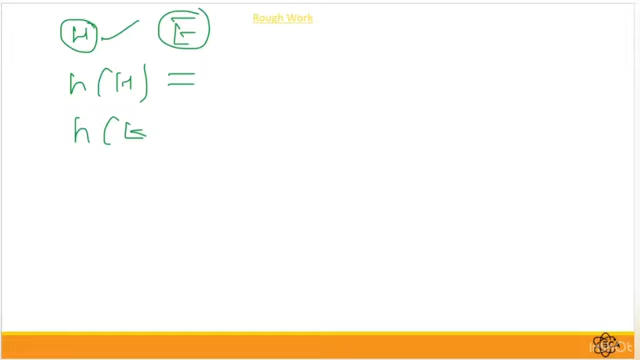 Rough Work
H ✓ E
n(H) =
n(E